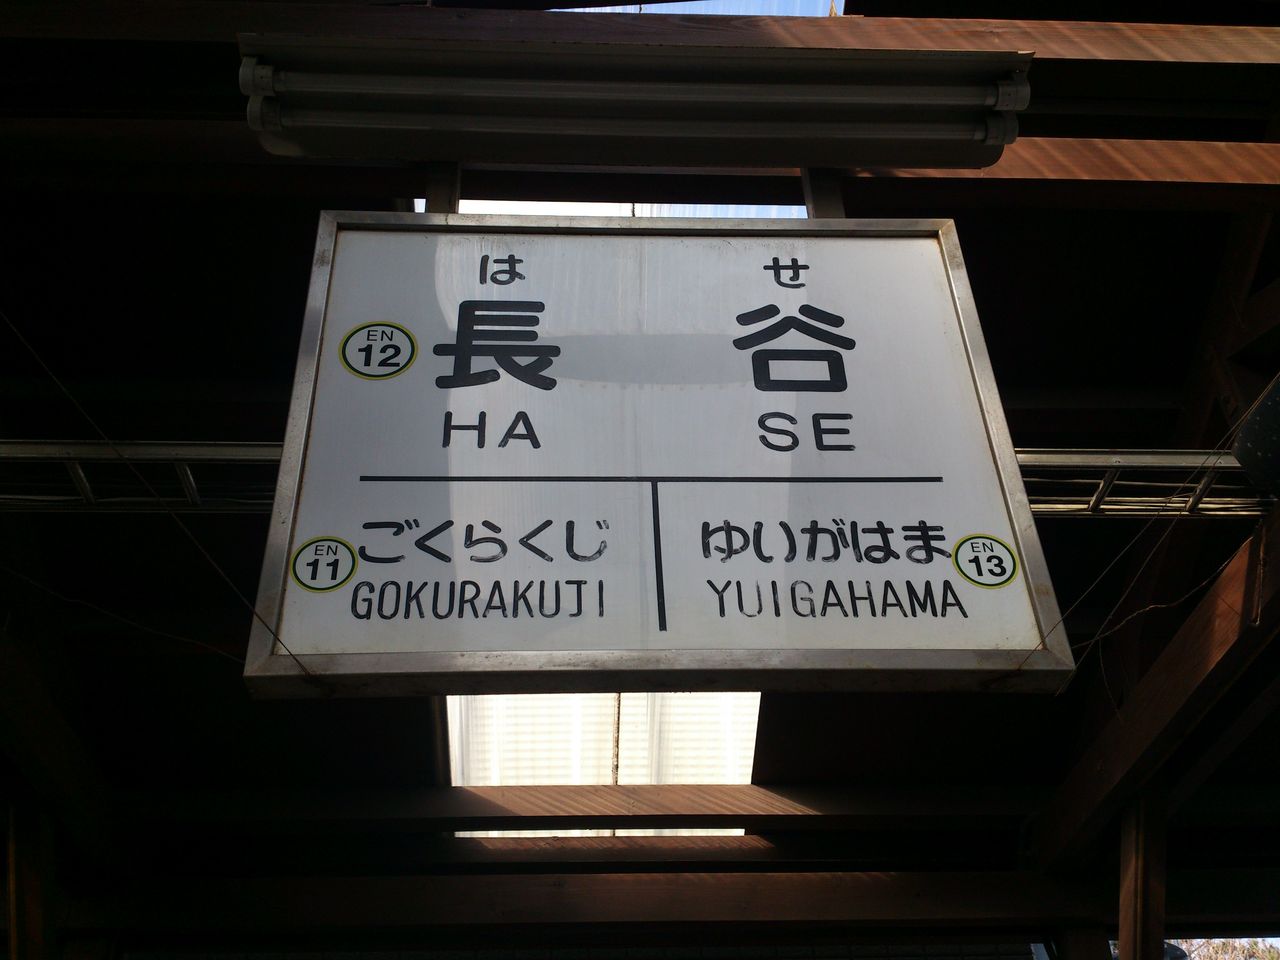 は せ
EN 12 長 谷
HA SE
EN 11 ごくらくじ ゆいがはま EN 13
GOKURAKUJI YUIGAHAMA